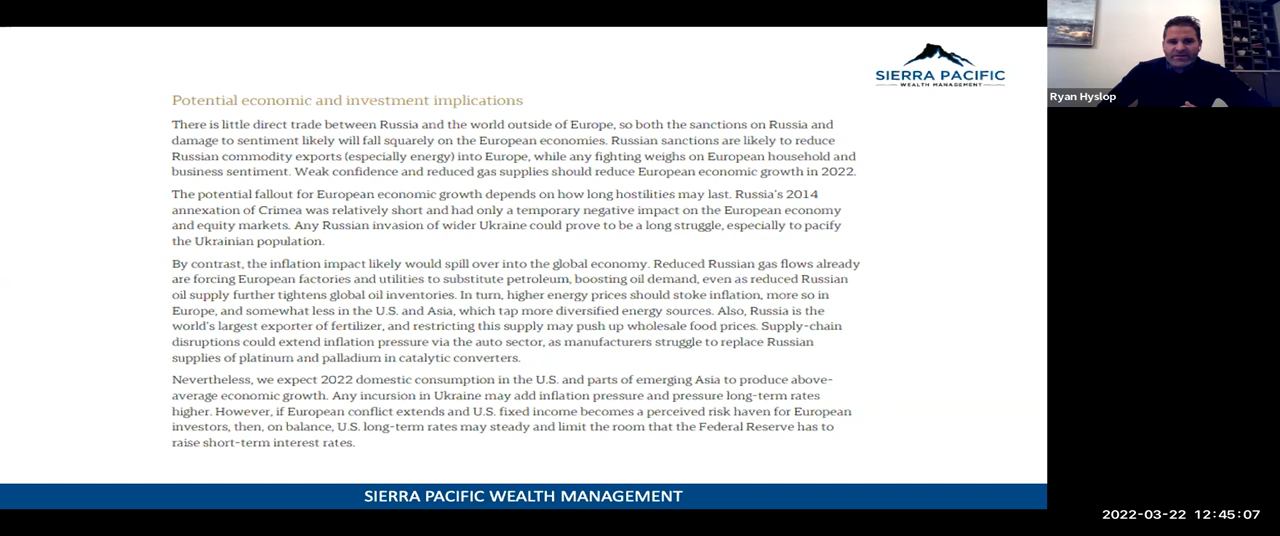 SIERRA PACIFIC
WEALTH MANAGEMENT
Ryan Hyslop
Potential economic and investment implications
There is little direct trade between Russia and the world outside of Europe, so both the sanctions on Russia and
damage to sentiment likely will fall squarely on the European economies. Russian sanctions are likely to reduce
Russian commodity exports (especially energy) into Europe, while any fighting weighs on European household and
business sentiment. Weak confidence and reduced gas supplies should reduce European economic growth in 2022.
The potential fallout for European economic growth depends on how long hostilities may last. Russia's 2014
annexation of Crimea was relatively short and had only a temporary negative impact on the European economy
and equity markets. Any Russian invasion of wider Ukraine could prove to be a long struggle, especially to pacify
the Ukrainian population.
By contrast, the inflation impact likely would spill over into the global economy. Reduced Russian gas flows already
are forcing European factories and utilities to substitute petroleum, boosting oil demand, even as reduced Russian
oil supply further tightens global oil inventories. In turn, higher energy prices should stoke inflation, more so in
Europe, and somewhat less in the U.S. and Asia, which tap more diversified energy sources. Also, Russia is the
world's largest exporter of fertilizer, and restricting this supply may push up wholesale food prices. Supply-chain
disruptions could extend inflation pressure via the auto sector, as manufacturers struggle to replace Russian
supplies of platinum and palladium in catalytic converters.
Nevertheless, we expect 2022 domestic consumption in the U.S. and parts of emerging Asia to produce above-
average economic growth. Any incursion in Ukraine may add inflation pressure and pressure long-term rates
higher. However, if European conflict extends and U.S. fixed income becomes a perceived risk haven for European
investors, then, on balance, U.S. long-term rates may steady and limit the room that the Federal Reserve has to
raise short-term interest rates.
SIERRA PACIFIC WEALTH MANAGEMENT
2022-03-22 12:45:07